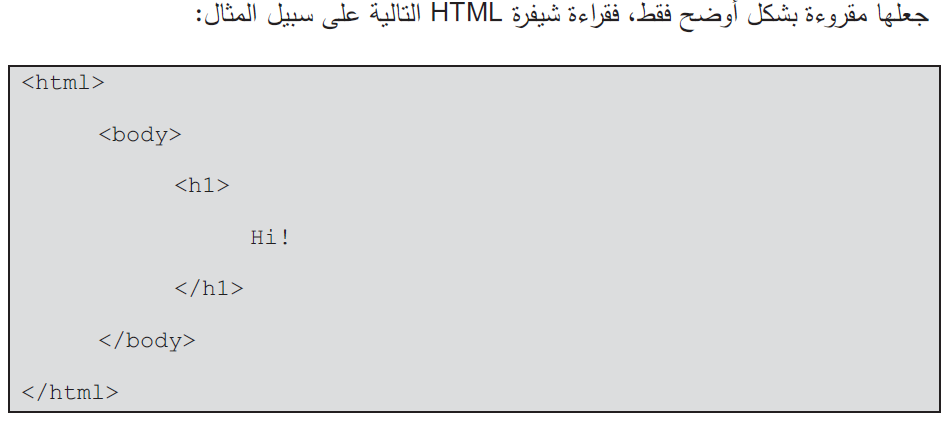 جعلها مقروءة بشكل أوضح فقط، فقراءة شيفرة HTML التالية على سبيل المثال:
<html>
<body>
<h1>
Hi!
</h1>
</body>
</html>